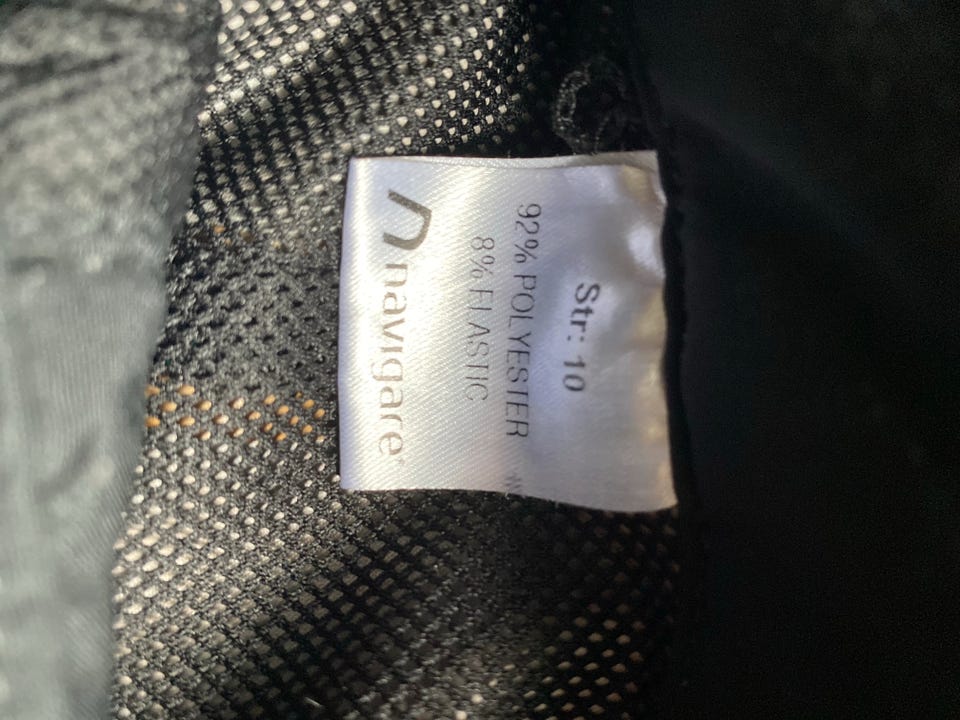 Str: 10
92% POLYESTER
8% ELASTIC
navigare